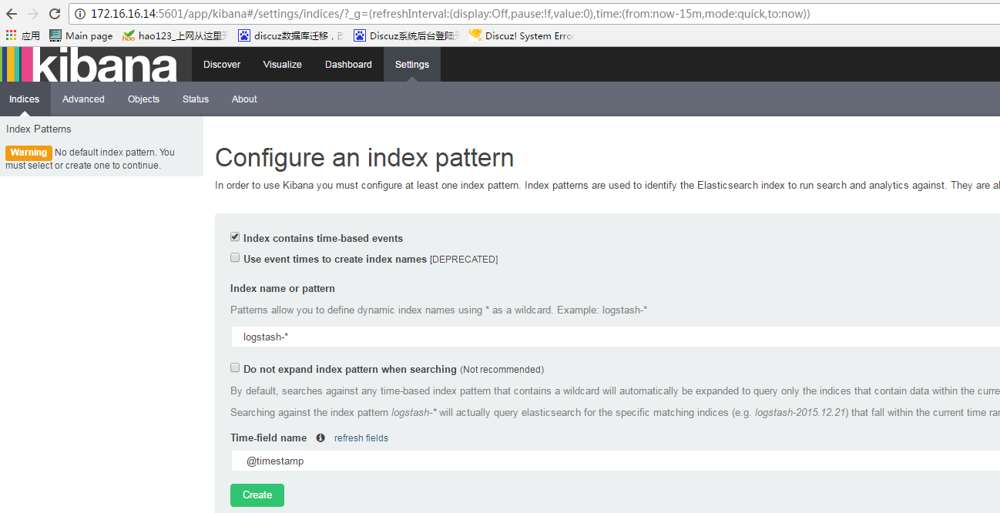 172.16.16.14:5601/app/kibana#/settings/indices/?_g=(refreshInterval:(display:Off,pause:!f,value:0),time:(from:now-15m,mode:quick,to:now))
应用 Main page hao123_上网从这里开 discuz数据库迁移，改 Discuz系统后台登陆无 Discuz! System Error
kibana Discover Visualize Dashboard Settings
Indices Advanced Objects Status About
Index Patterns
Warning No default index pattern. You
must select or create one to continue.
Configure an index pattern
In order to use Kibana you must configure at least one index pattern. Index patterns are used to identify the Elasticsearch index to run search and analytics against. They are al
Index contains time-based events
Use event times to create index names [DEPRECATED]
Index name or pattern
Patterns allow you to define dynamic index names using * as a wildcard. Example: logstash-*
logstash-*
Do not expand index pattern when searching (Not recommended)
By default, searches against any time-based index pattern that contains a wildcard will automatically be expanded to query only the indices that contain data within the curre
Searching against the index pattern logstash-* will actually query elasticsearch for the specific matching indices (e.g. logstash-2015.12.21) that fall within the current time ran
Time-field name refresh fields
@timestamp
Create